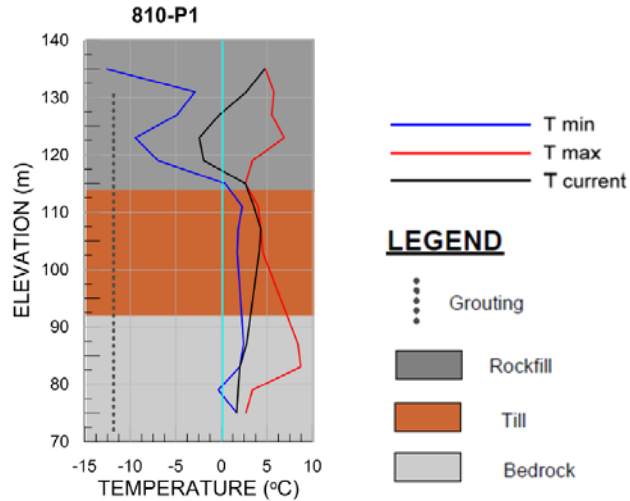 810-P1
140
130
120
110
100
90
80
70
ELEVATION (m)
-15 -10 -5 0 5 10
TEMPERATURE (ºC)
T min
T max
T current
LEGEND
Grouting
Rockfill
Till
Bedrock